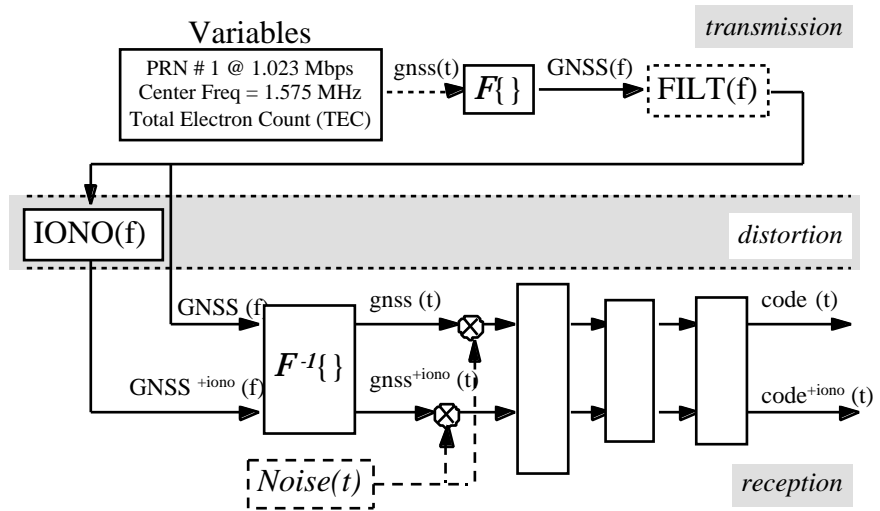 Variables
transmission
PRN # 1 @ 1.023 Mbps
Center Freq = 1.575 MHz
Total Electron Count (TEC)
gnss(t)
F{}
GNSS(f)
FILT(f)
IONO(f)
distortion
GNSS (f)
gnss (t)
code (t)
F⁻¹{}
GNSS ⁺ⁱᵒⁿᵒ (f)
gnss⁺ⁱᵒⁿᵒ (t)
code⁺ⁱᵒⁿᵒ (t)
Noise(t)
reception